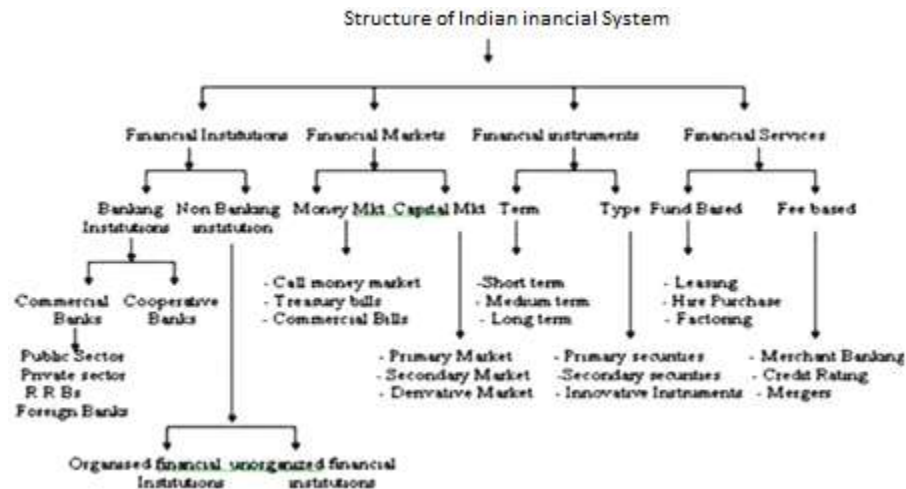 Structure of Indian inancial System
Financial Institutions Financial Markets Financial instruments Financial Services
Banking Institutions
Non Banking institution
Money Mkt Capital Mkt Term Type Fund Based Fee based
Commercial Banks
Cooperative Banks
- Call money market
- Treasury bills
- Commercial Bills
-Short term
- Medium term
- Long term
- Leasing
- Hire Purchase
- Factoring
Public Sector
Private sector
R R Bs
Foreign Banks
- Primary Market
- Secondary Market
- Derivative Market
- Primary securities
-Secondary securities
- Innovative Instruments
- Merchant Banking
- Credit Rating
- Mergers
Organised financial Institutions
unorganized financial institutions